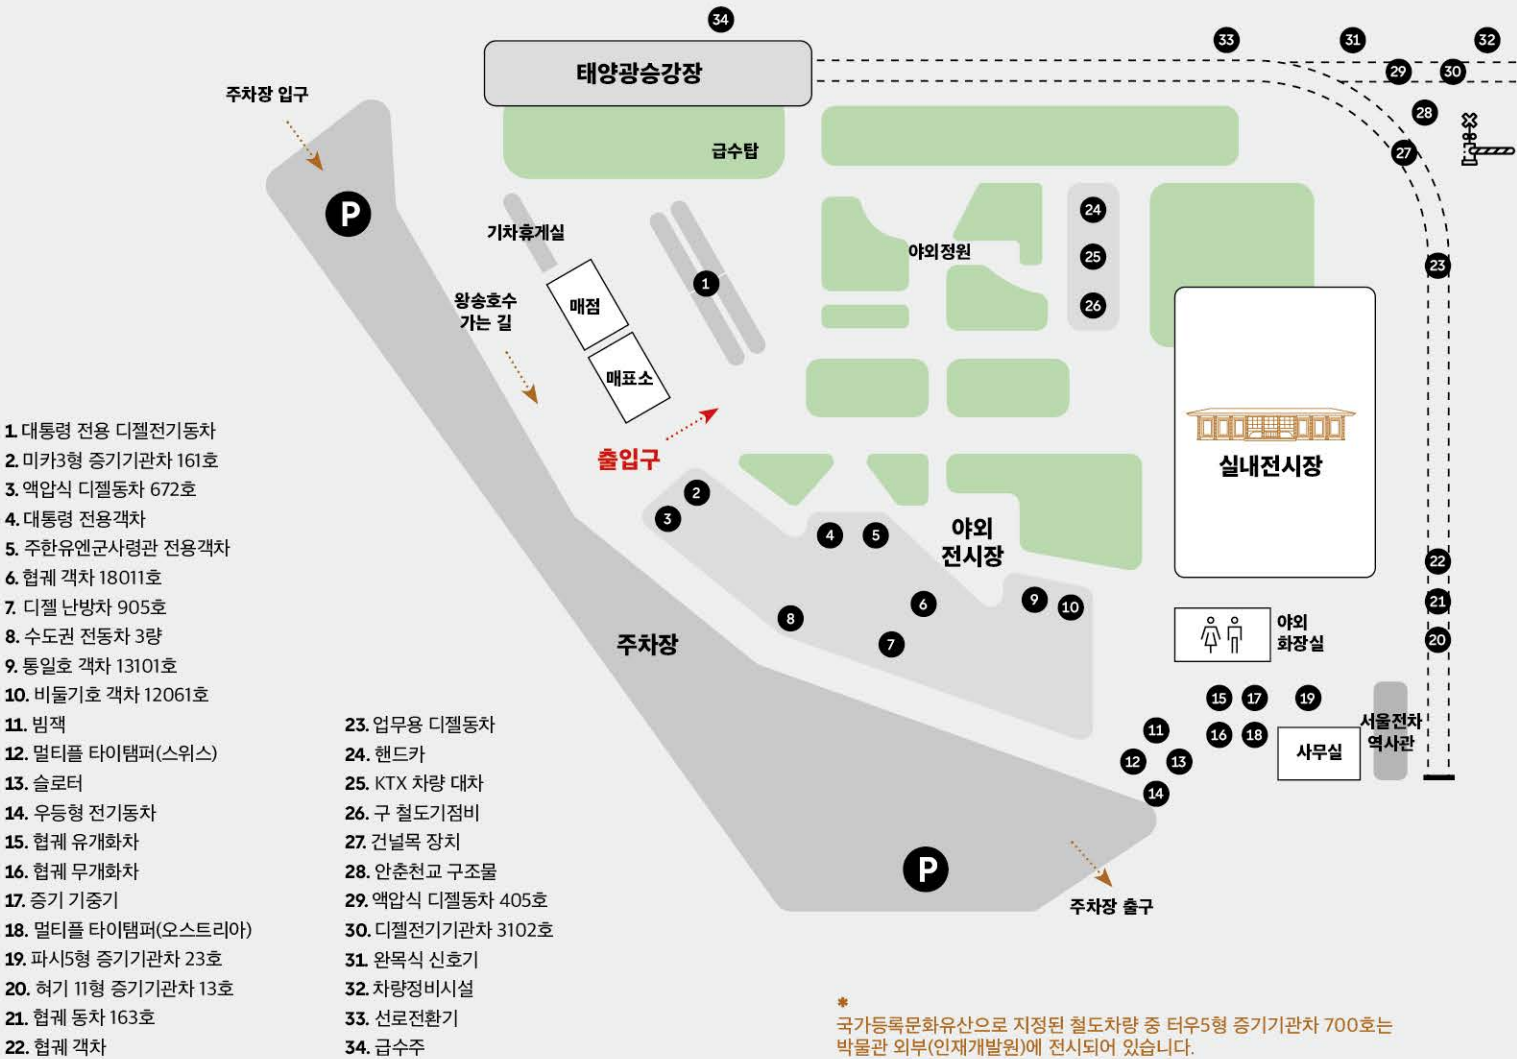 34
태양광승강장
33
31
32
29
30
28
27
주차장 입구
급수탑
P
기차휴게실
1
매점
왕송호수
가는 길
매표소
출입구
야외정원
24
25
26
23
실내전시장
2
3
4
5
야외
전시장
6
7
8
9
10
주차장
22
21
20
야외
화장실
15
17
19
16
18
11
12
13
14
사무실
서울전차
역사관
P
주차장 출구
1. 대통령 전용 디젤전기동차
2. 미카3형 증기기관차 161호
3. 액압식 디젤동차 672호
4. 대통령 전용객차
5. 주한유엔군사령관 전용객차
6. 협궤 객차 18011호
7. 디젤 난방차 905호
8. 수도권 전동차 3량
9. 통일호 객차 13101호
10. 비둘기호 객차 12061호
11. 빔잭
12. 멀티플 타이탬퍼(스위스)
13. 슬로터
14. 우등형 전기동차
15. 협궤 유개화차
16. 협궤 무개화차
17. 증기 기중기
18. 멀티플 타이탬퍼(오스트리아)
19. 파시5형 증기기관차 23호
20. 혀기 11형 증기기관차 13호
21. 협궤 동차 163호
22. 협궤 객차
23. 업무용 디젤동차
24. 핸드카
25. KTX 차량 대차
26. 구 철도기점비
27. 건널목 장치
28. 안춘천교 구조물
29. 액압식 디젤동차 405호
30. 디젤전기기관차 3102호
31. 완목식 신호기
32. 차량정비시설
33. 선로전환기
34. 급수주
*
국가등록문화유산으로 지정된 철도차량 중 터우5형 증기기관차 700호는
박물관 외부(인재개발원)에 전시되어 있습니다.